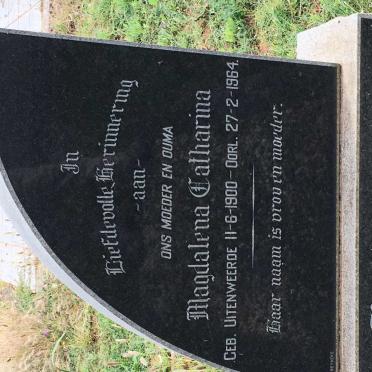 In
Liefdevolle Herinnering
-aan-
ONS MOEDER EN OUMA
Magdalena Catharina
GEB. UITENWEERDE 11-6-1900 - OORL. 27-2-1964.
Haar naam is vrou en moeder.